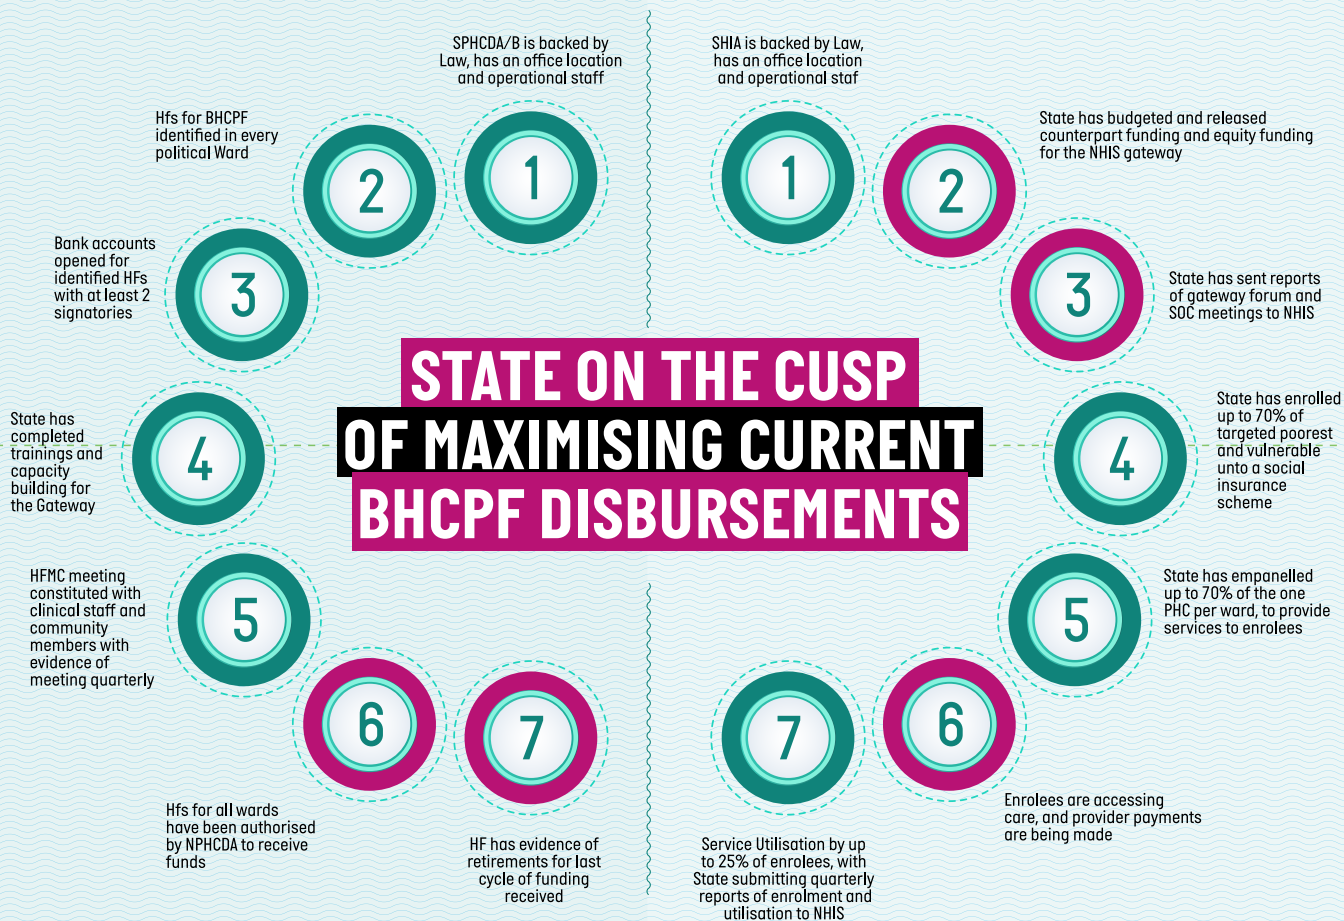 SPHCDA/B is backed by
Law, has an office location
and operational staff
1
Hfs for BHCPF
identified in every
political Ward
2
Bank accounts
opened for
identified HFs
with at least 2
signatories
3
State has
completed
trainings and
capacity
building for
the Gateway
4
HFMC meeting
constituted with
clinical staff and
community
members with
evidence of
meeting quarterly
5
Hfs for all wards
have been authorised
by NPHCDA to receive
funds
6
HF has evidence of
retirements for last
cycle of funding
received
7
STATE ON THE CUSP
OF MAXIMISING CURRENT
BHCPF DISBURSEMENTS
SHIA is backed by Law,
has an office location
and operational staf
1
State has budgeted and released
counterpart funding and equity funding
for the NHIS gateway
2
State has sent reports
of gateway forum and
SOC meetings to NHIS
3
State has enrolled
up to 70% of
targeted poorest
and vulnerable
unto a social
insurance
scheme
4
State has empanelled
up to 70% of the one
PHC per ward, to provide
services to enrolees
5
Enrolees are accessing
care, and provider payments
are being made
6
Service Utilisation by up
to 25% of enrolees, with
State submitting quarterly
reports of enrolment and
utilisation to NHIS
7